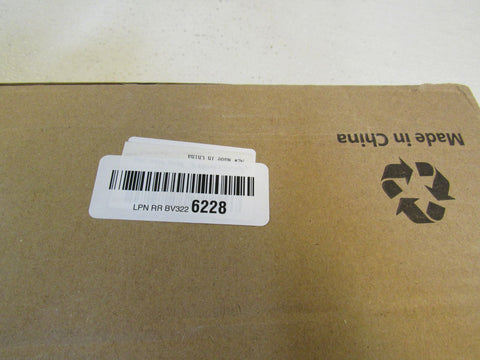 Made in China
LPN RR BV322 6228